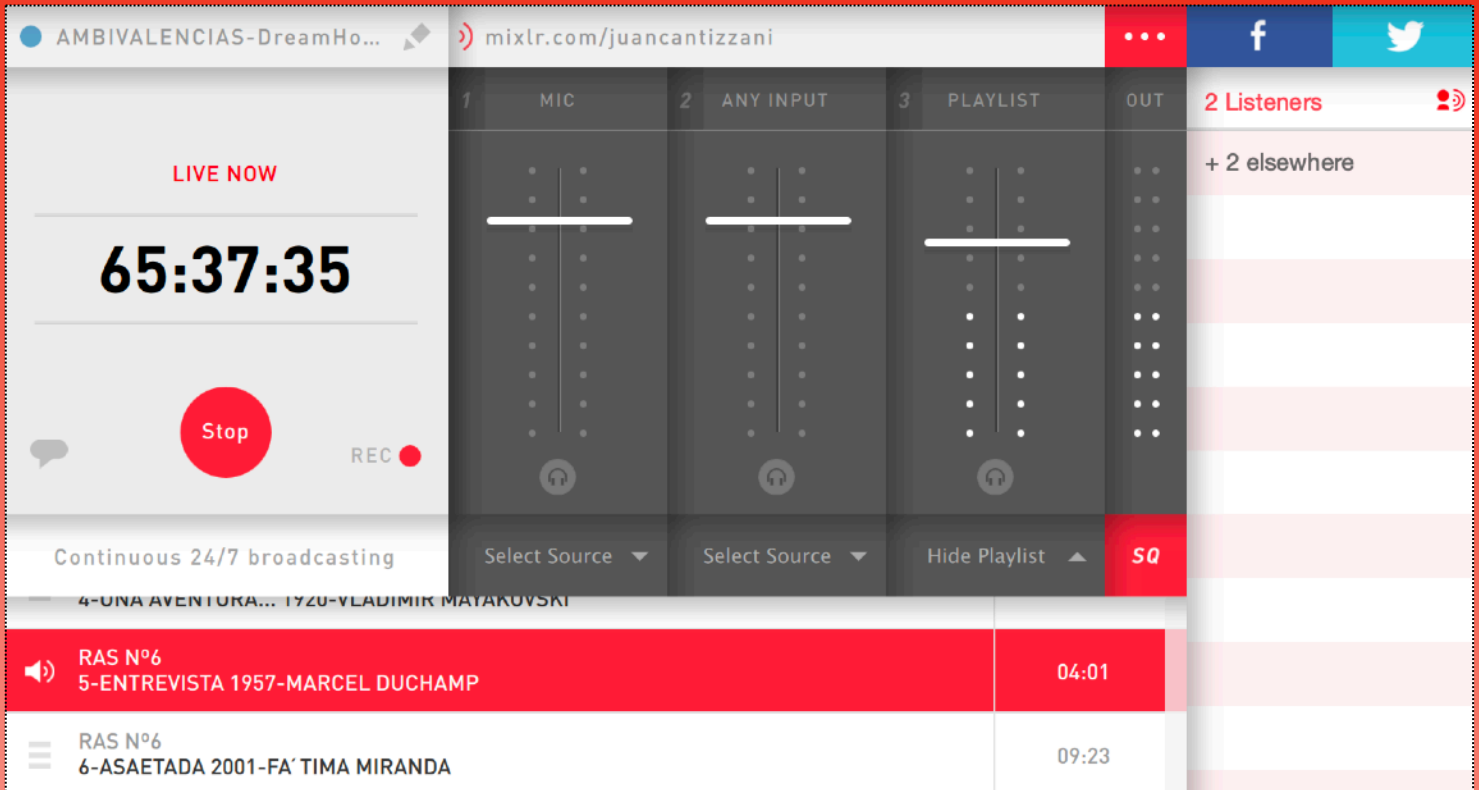 AMBIVALENCIAS-DreamHo...
mixlr.com/juancantizzani
f
1 MIC
2 ANY INPUT
3 PLAYLIST
OUT
2 Listeners
+ 2 elsewhere
LIVE NOW
65:37:35
Stop
REC
Continuous 24/7 broadcasting
Select Source
Select Source
Hide Playlist
SQ
4-UNA AVENTURA... 1920-VLADIMIR MAYAKOVSKI
RAS Nº6
5-ENTREVISTA 1957-MARCEL DUCHAMP
04:01
RAS Nº6
6-ASAETADA 2001-FA´TIMA MIRANDA
09:23